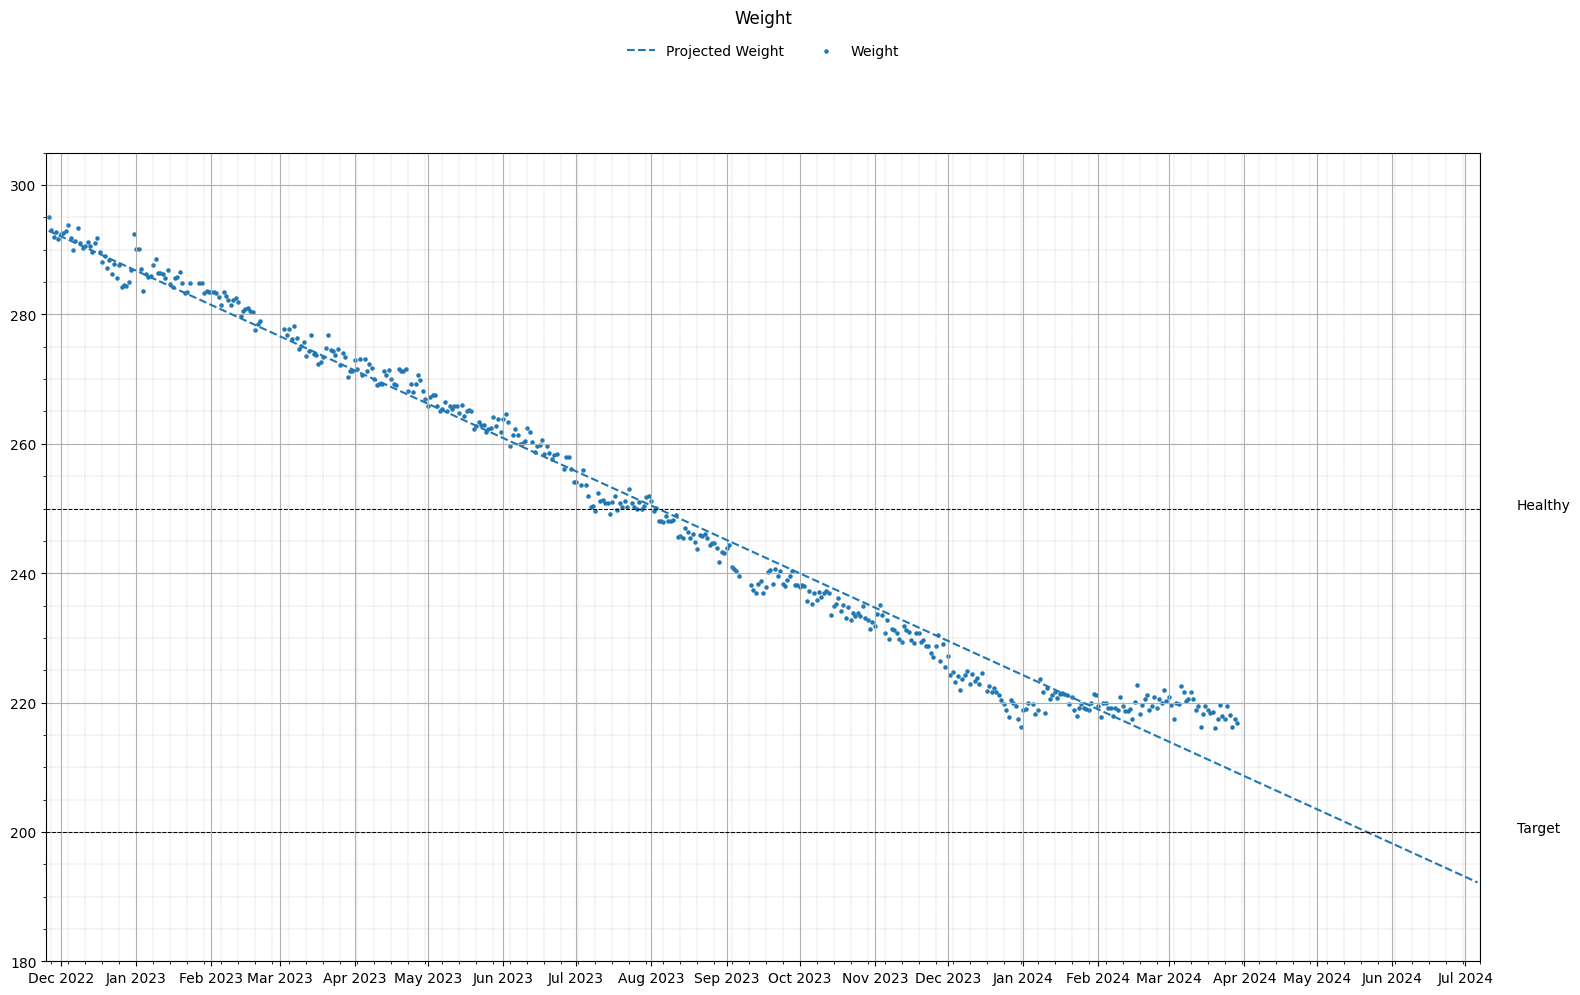 Weight
Projected Weight Weight
300
280
260
Healthy
240
220
200
Target
180
Dec 2022 Jan 2023 Feb 2023 Mar 2023 Apr 2023 May 2023 Jun 2023 Jul 2023 Aug 2023 Sep 2023 Oct 2023 Nov 2023 Dec 2023 Jan 2024 Feb 2024 Mar 2024 Apr 2024 May 2024 Jun 2024 Jul 2024